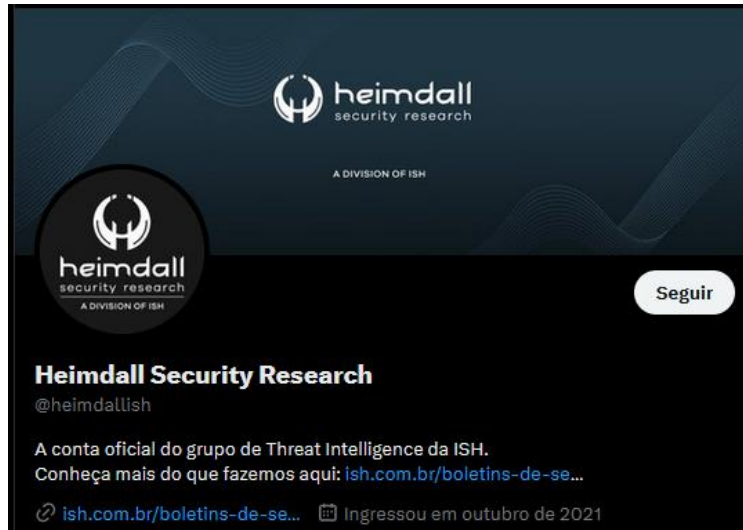 heimdall
security research
A DIVISION OF ISH
heimdall
security research
A DIVISION OF ISH
Seguir
Heimdall Security Research
@heimdallish
A conta oficial do grupo de Threat Intelligence da ISH.
Conheça mais do que fazemos aqui: ish.com.br/boletins-de-se...
ish.com.br/boletins-de-se... Ingressou em outubro de 2021